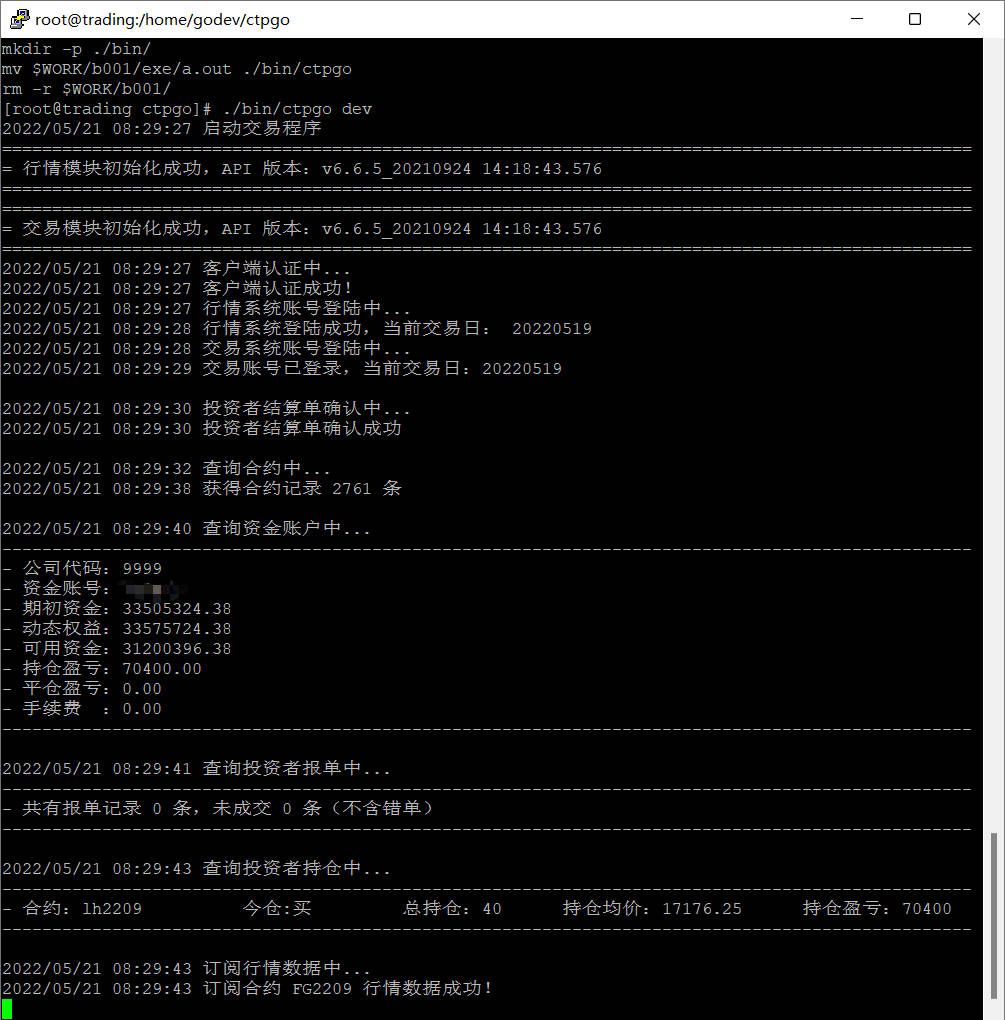 root@trading:/home/godev/ctpgo
mkdir -p ./bin/
mv $WORK/b001/exe/a.out ./bin/ctpgo
rm -r $WORK/b001/
[root@trading ctpgo]# ./bin/ctpgo dev
2022/05/21 08:29:27 启动交易程序
=================================================================================================
= 行情模块初始化成功，API 版本：v6.6.5_20210924 14:18:43.576
=================================================================================================
=================================================================================================
= 交易模块初始化成功，API 版本：v6.6.5_20210924 14:18:43.576
=================================================================================================
2022/05/21 08:29:27 客户端认证中...
2022/05/21 08:29:27 客户端认证成功！
2022/05/21 08:29:27 行情系统账号登陆中...
2022/05/21 08:29:28 行情系统登陆成功，当前交易日： 20220519
2022/05/21 08:29:28 交易系统账号登陆中...
2022/05/21 08:29:29 交易账号已登录，当前交易日：20220519
2022/05/21 08:29:30 投资者结算单确认中...
2022/05/21 08:29:30 投资者结算单确认成功
2022/05/21 08:29:32 查询合约中...
2022/05/21 08:29:38 获得合约记录 2761 条
2022/05/21 08:29:40 查询资金账户中...
-------------------------------------------------------------------------------------------------
- 公司代码：9999
- 资金账号：
- 期初资金：33505324.38
- 动态权益：33575724.38
- 可用资金：31200396.38
- 持仓盈亏：70400.00
- 平仓盈亏：0.00
- 手续费  ：0.00
-------------------------------------------------------------------------------------------------
2022/05/21 08:29:41 查询投资者报单中...
-------------------------------------------------------------------------------------------------
- 共有报单记录 0 条，未成交 0 条（不含错单）
-------------------------------------------------------------------------------------------------
2022/05/21 08:29:43 查询投资者持仓中...
-------------------------------------------------------------------------------------------------
- 合约：lh2209          今仓:买         总持仓：40      持仓均价：17176.25      持仓盈亏：70400
-------------------------------------------------------------------------------------------------
2022/05/21 08:29:43 订阅行情数据中...
2022/05/21 08:29:43 订阅合约 FG2209 行情数据成功！